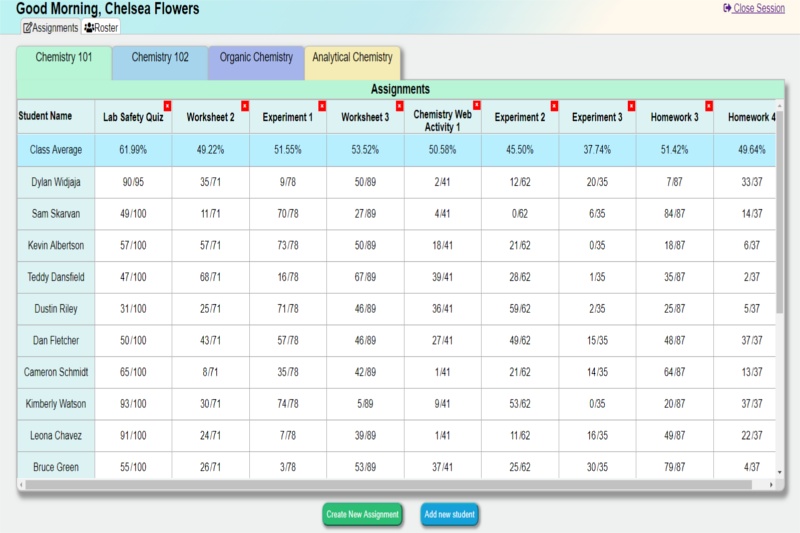 Good Morning, Chelsea Flowers
Close Session
Assignments Roster
Chemistry 101 Chemistry 102 Organic Chemistry Analytical Chemistry
Assignments
Student Name Lab Safety Quiz Worksheet 2 Experiment 1 Worksheet 3 Chemistry Web Activity 1 Experiment 2 Experiment 3 Homework 3 Homework 4
Class Average 61.99% 49.22% 51.55% 53.52% 50.58% 45.50% 37.74% 51.42% 49.64%
Dylan Widjaja 90/95 35/71 9/78 50/89 2/41 12/62 20/35 7/87 33/37
Sam Skarvan 49/100 11/71 70/78 27/89 4/41 0/62 6/35 84/87 14/37
Kevin Albertson 57/100 57/71 73/78 50/89 18/41 21/62 0/35 18/87 6/37
Teddy Dansfield 47/100 68/71 16/78 67/89 39/41 28/62 1/35 35/87 2/37
Dustin Riley 31/100 25/71 71/78 46/89 36/41 59/62 2/35 25/87 5/37
Dan Fletcher 50/100 43/71 57/78 46/89 27/41 49/62 15/35 48/87 37/37
Cameron Schmidt 65/100 8/71 35/78 42/89 1/41 21/62 14/35 64/87 13/37
Kimberly Watson 93/100 30/71 74/78 5/89 9/41 53/62 0/35 20/87 37/37
Leona Chavez 91/100 24/71 7/78 39/89 1/41 11/62 16/35 49/87 22/37
Bruce Green 55/100 26/71 3/78 53/89 37/41 25/62 30/35 79/87 4/37
Create New Assignment Add new student